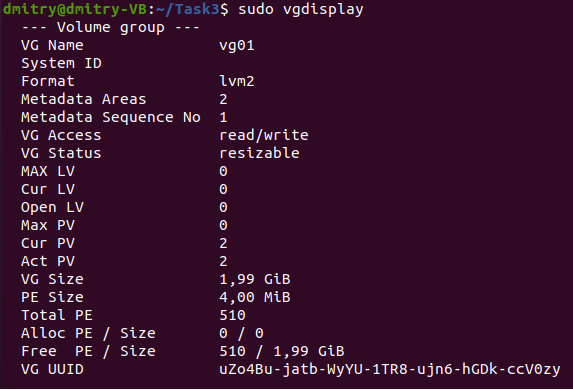 dmitry@dmitry-VB:~/Task3$ sudo vgdisplay
--- Volume group ---
VG Name vg01
System ID
Format lvm2
Metadata Areas 2
Metadata Sequence No 1
VG Access read/write
VG Status resizable
MAX LV 0
Cur LV 0
Open LV 0
Max PV 0
Cur PV 2
Act PV 2
VG Size 1,99 GiB
PE Size 4,00 MiB
Total PE 510
Alloc PE / Size 0 / 0
Free PE / Size 510 / 1,99 GiB
VG UUID uZo4Bu-jatb-WyYU-1TR8-ujn6-hGDk-ccV0zy